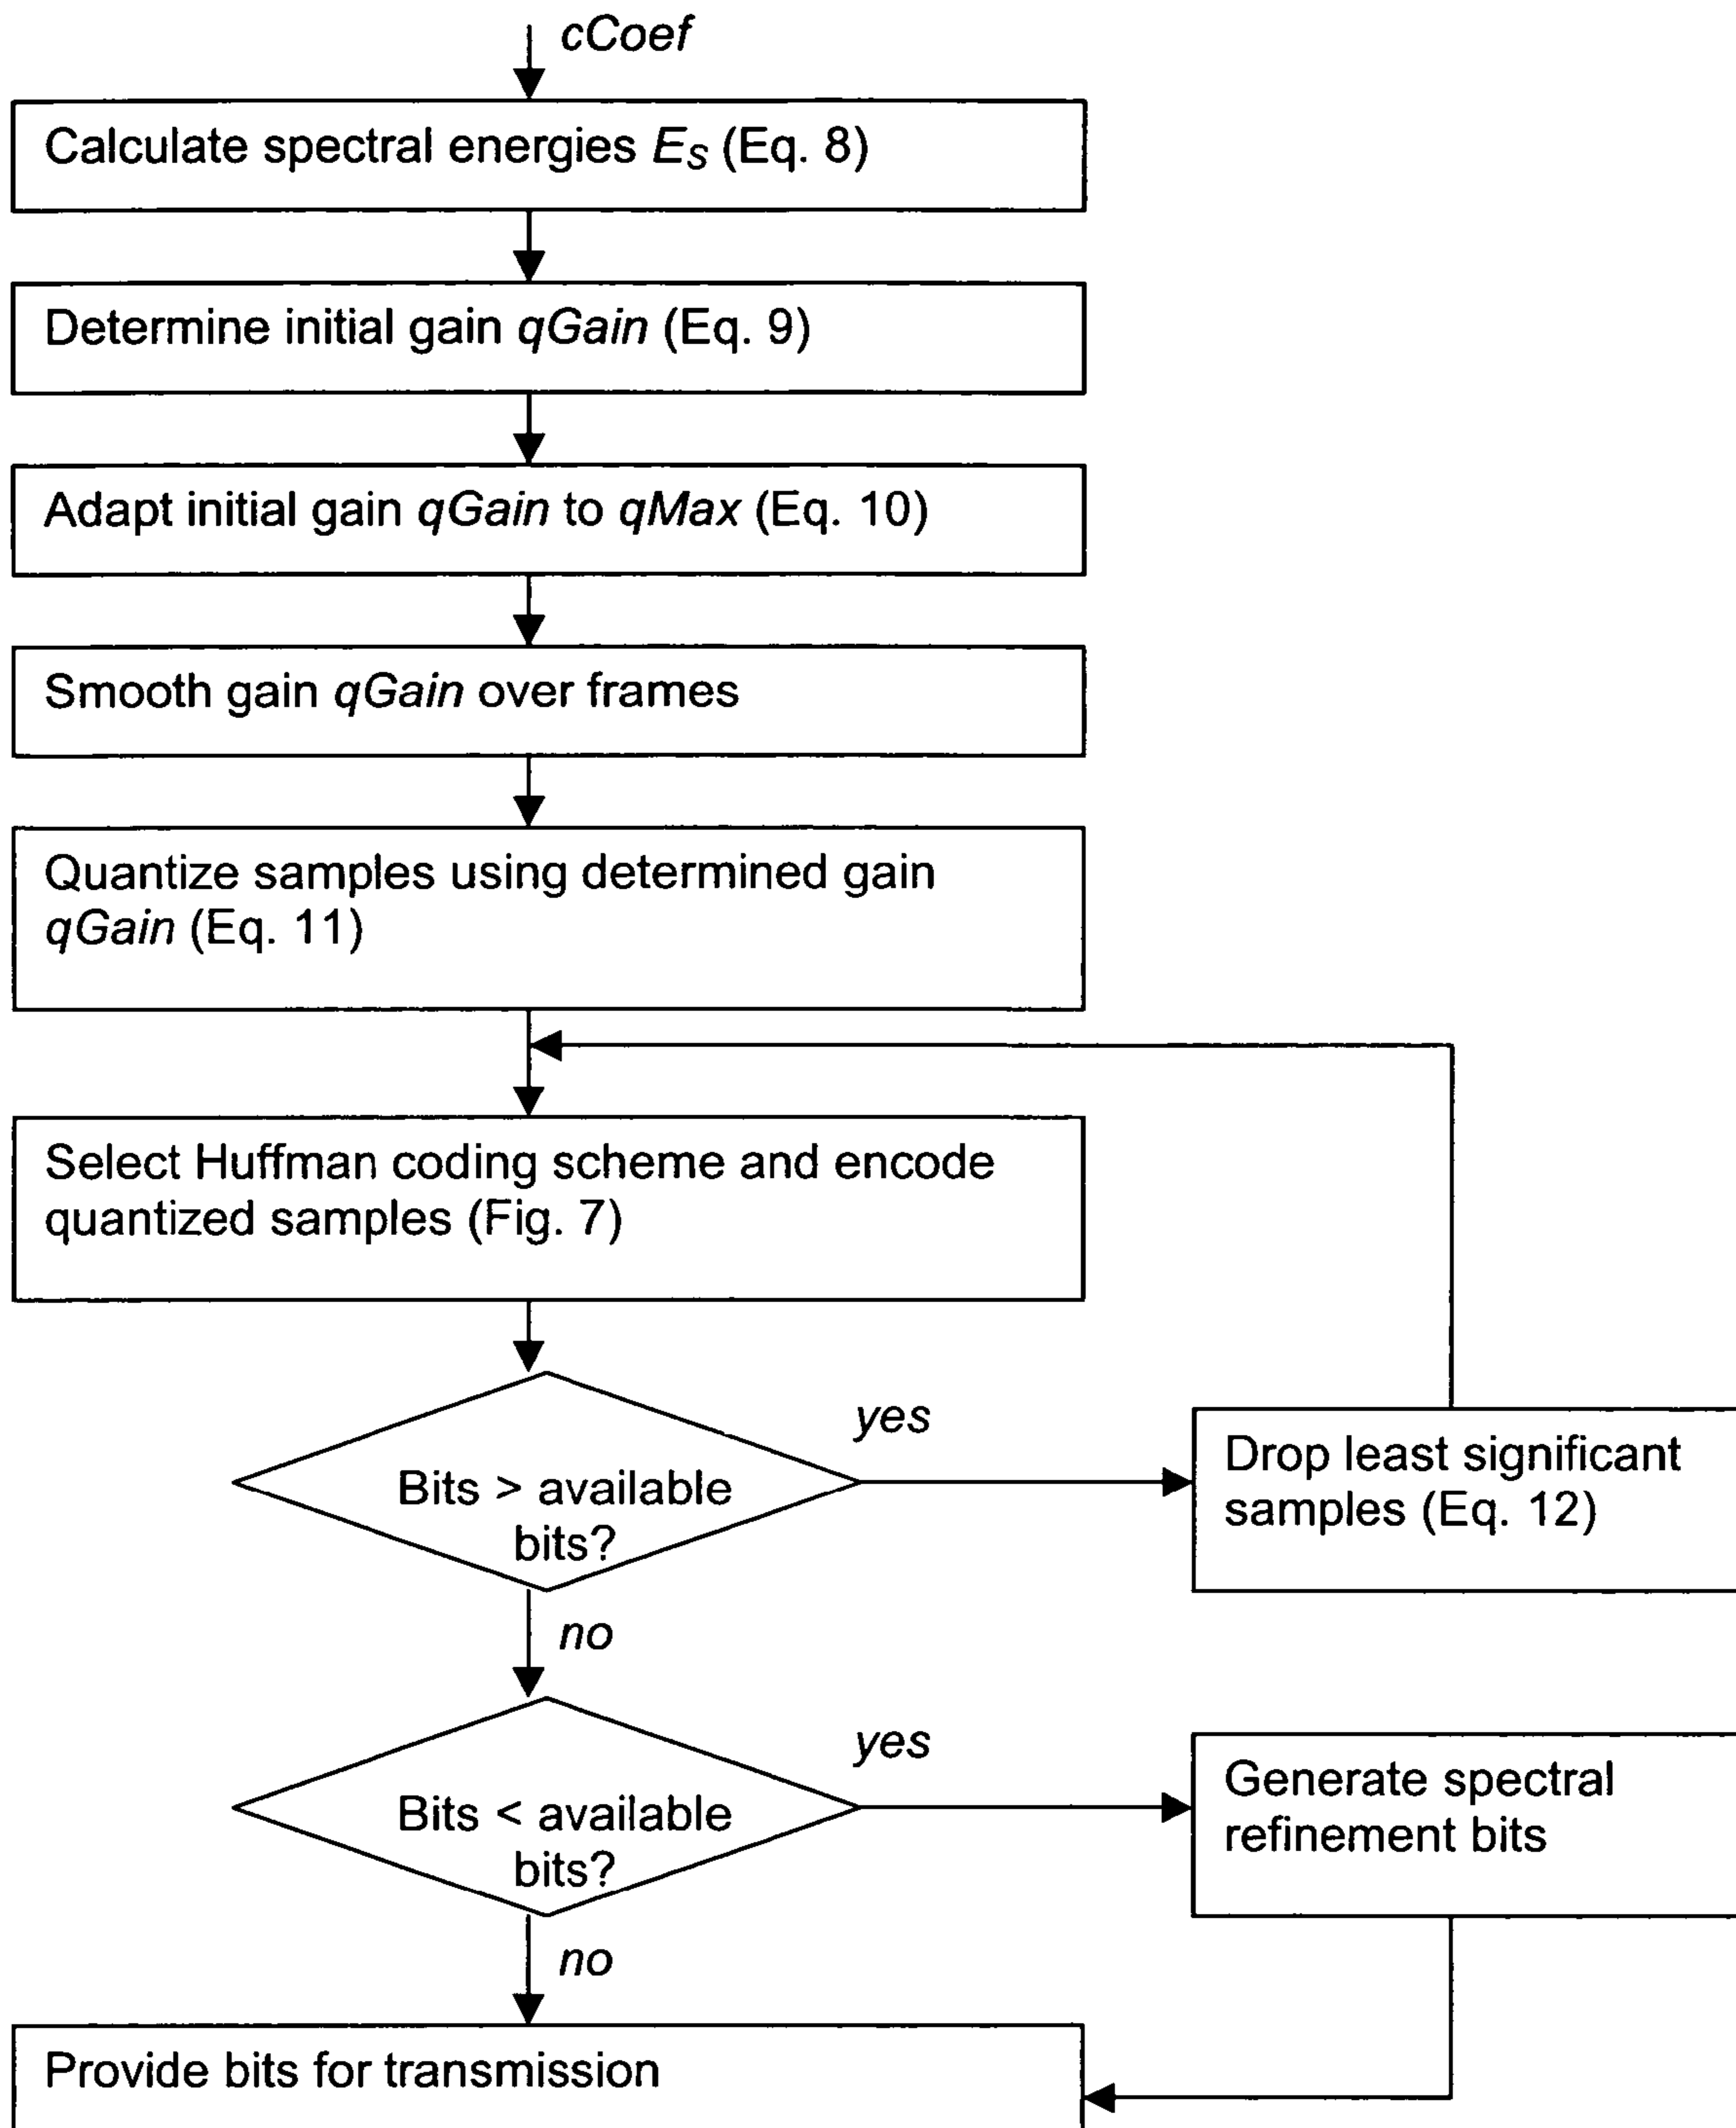 cCoef
Calculate spectral energies ES (Eq. 8)
Determine initial gain qGain (Eq. 9)
Adapt initial gain qGain to qMax (Eq. 10)
Smooth gain qGain over frames
Quantize samples using determined gain
qGain (Eq. 11)
Select Huffman coding scheme and encode
quantized samples (Fig. 7)
yes
Bits > available
bits?
Drop least significant
samples (Eq. 12)
no
yes
Bits < available
bits?
Generate spectral
refinement bits
no
Provide bits for transmission